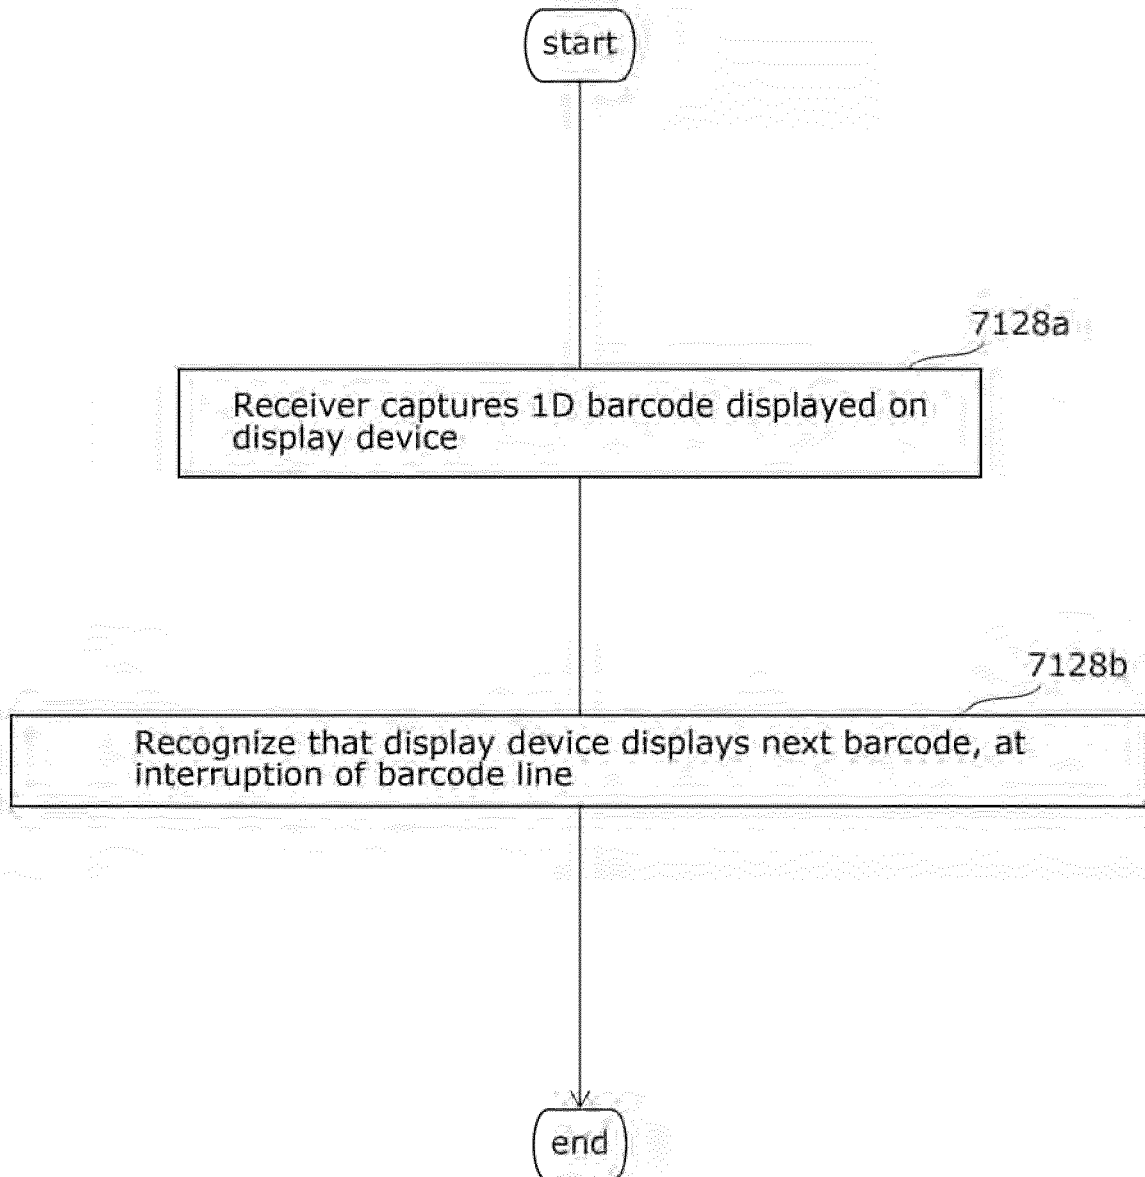 start
7128a
Receiver captures 1D barcode displayed on
display device
7128b
Recognize that display device displays next barcode, at
interruption of barcode line
end